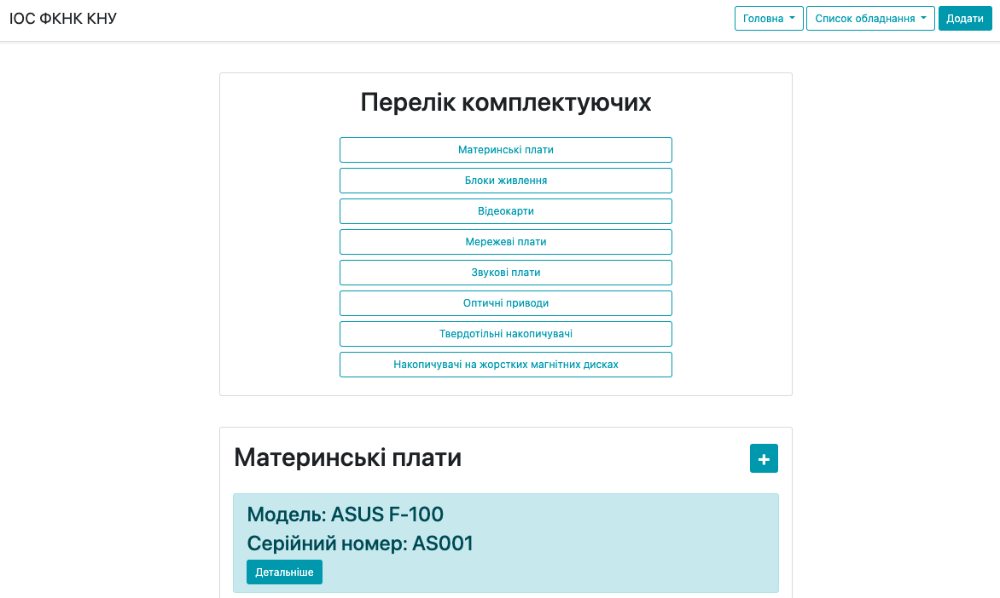 ІОС ФКНК КНУ
Головна
Список обладнання
Додати
Перелік комплектуючих
Материнські плати
Блоки живлення
Відеокарти
Мережеві плати
Звукові плати
Оптичні приводи
Твердотільні накопичувачі
Накопичувачі на жорстких магнітних дисках
Материнські плати
Модель: ASUS F-100
Серійний номер: AS001
Детальніше